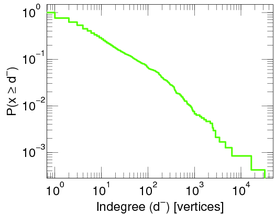 10⁰
10⁻¹
10⁻²
10⁻³
P(x ≥ d⁻)
10⁰ 10¹ 10² 10³ 10⁴
Indegree (d⁻) [vertices]